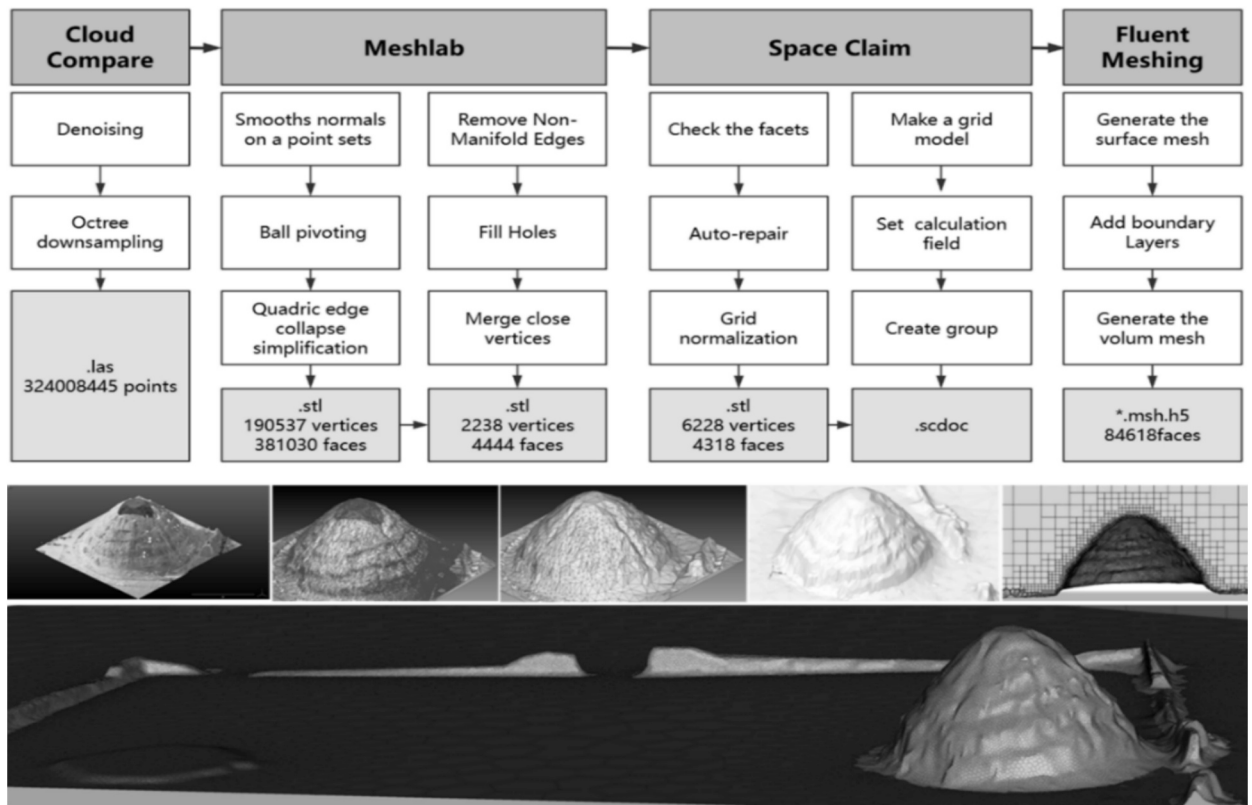 Cloud
Compare
Meshlab
Space Claim
Fluent
Meshing
Denoising
Octree
downsampling
.las
324008445 points
Smooths normals
on a point sets
Ball pivoting
Quadric edge
collapse
simplification
.stl
190537 vertices
381030 faces
Remove Non-
Manifold Edges
Fill Holes
Merge close
vertices
.stl
2238 vertices
4444 faces
Check the facets
Auto-repair
Grid
normalization
.stl
6228 vertices
4318 faces
Make a grid
model
Set calculation
field
Create group
.scdoc
Generate the
surface mesh
Add boundary
Layers
Generate the
volum mesh
*.msh.h5
84618faces